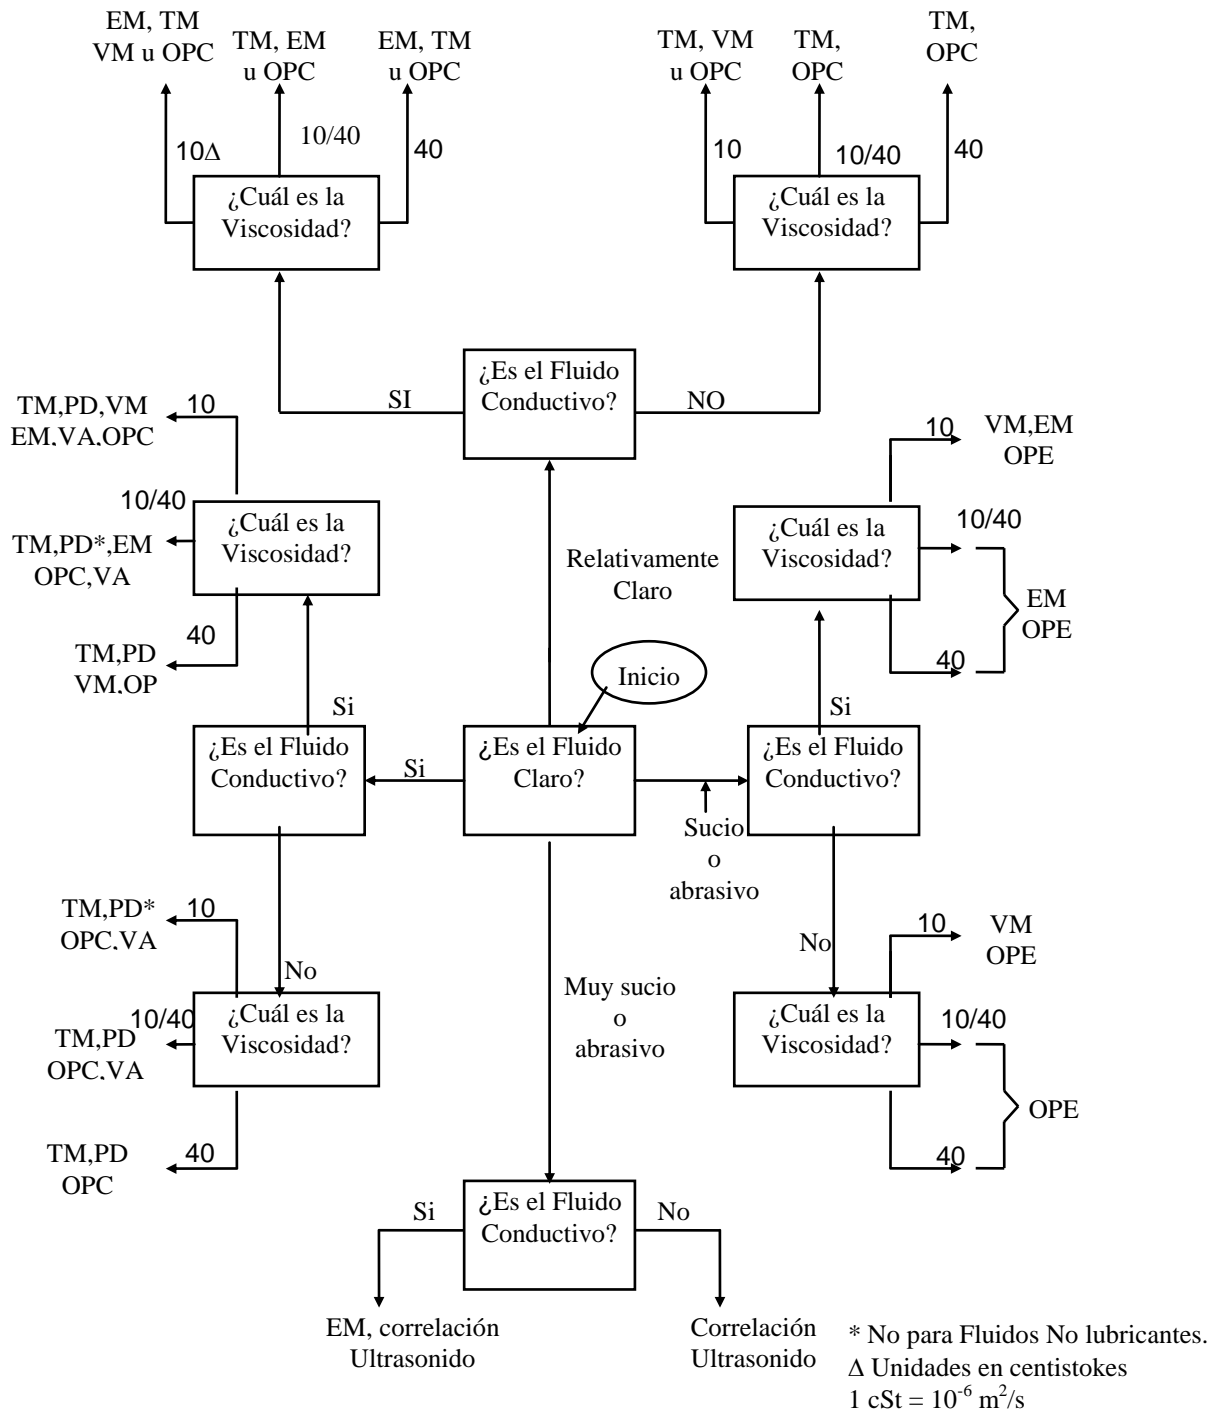 EM, TM
VM u OPC
TM, EM
u OPC
EM, TM
u OPC
TM, VM
u OPC
TM,
OPC
TM,
OPC
10Δ
10/40
40
10
10/40
40
¿Cuál es la
Viscosidad?
¿Cuál es la
Viscosidad?
¿Es el Fluido
Conductivo?
SI
NO
TM,PD,VM
EM,VA,OPC
10
10/40
TM,PD*,EM
OPC,VA
¿Cuál es la
Viscosidad?
40
TM,PD
VM,OP
Relativamente
Claro
10
VM,EM
OPE
¿Cuál es la
Viscosidad?
10/40
EM
OPE
40
Inicio
Si
Si
¿Es el Fluido
Conductivo?
Si
¿Es el Fluido
Claro?
¿Es el Fluido
Conductivo?
Sucio
o
abrasivo
TM,PD*
OPC,VA
10
No
No
10
VM
OPE
10/40
TM,PD
OPC,VA
¿Cuál es la
Viscosidad?
Muy sucio
o
abrasivo
¿Cuál es la
Viscosidad?
10/40
OPE
TM,PD
OPC
40
40
Si
¿Es el Fluido
Conductivo?
No
EM, correlación
Ultrasonido
Correlación
Ultrasonido
* No para Fluidos No lubricantes.
Δ Unidades en centistokes
1 cSt = 10⁻⁶ m²/s